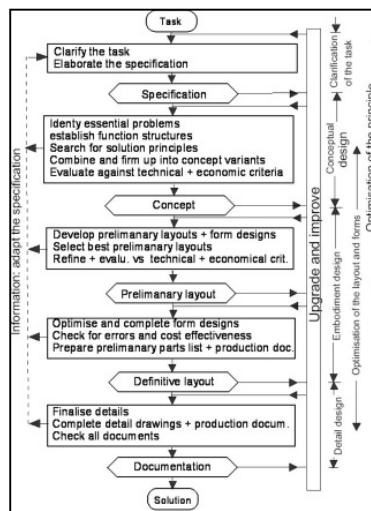 Task
Clarify the task
Elaborate the specification
Specification
Identy essential problems
establish function structures
Search for solution principles
Combine and firm up into concept variants
Evaluate against technical + economic criteria
Concept
Develop prelimanary layouts + form designs
Select best prelimanary layouts
Refine + evalu. vs technical + economical crit.
Prelimanary layout
Optimise and complete form designs
Check for errors and cost effectiveness
Prepare prelimanary parts list + production doc.
Definitive layout
Finalise details
Complete detail drawings + production docum.
Check all documents
Documentation
Solution
Information: adapt the specification
Upgrade and improve
Clarification
of the task
Conceptual
design
Embodiment design
Detail design
Optimisation of the principle
Optimisation of the layout and forms